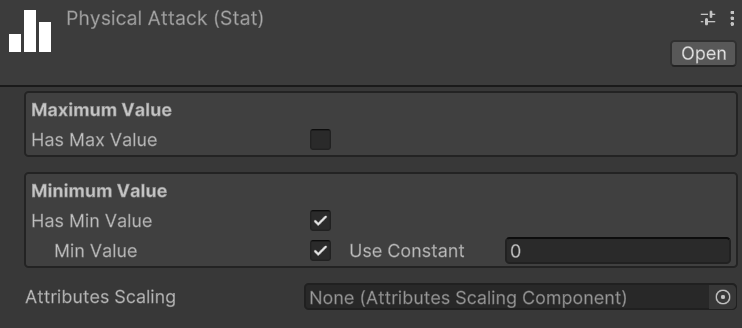 Physical Attack (Stat)
Open
Maximum Value
Has Max Value
Minimum Value
Has Min Value
Min Value Use Constant 0
Attributes Scaling None (Attributes Scaling Component)